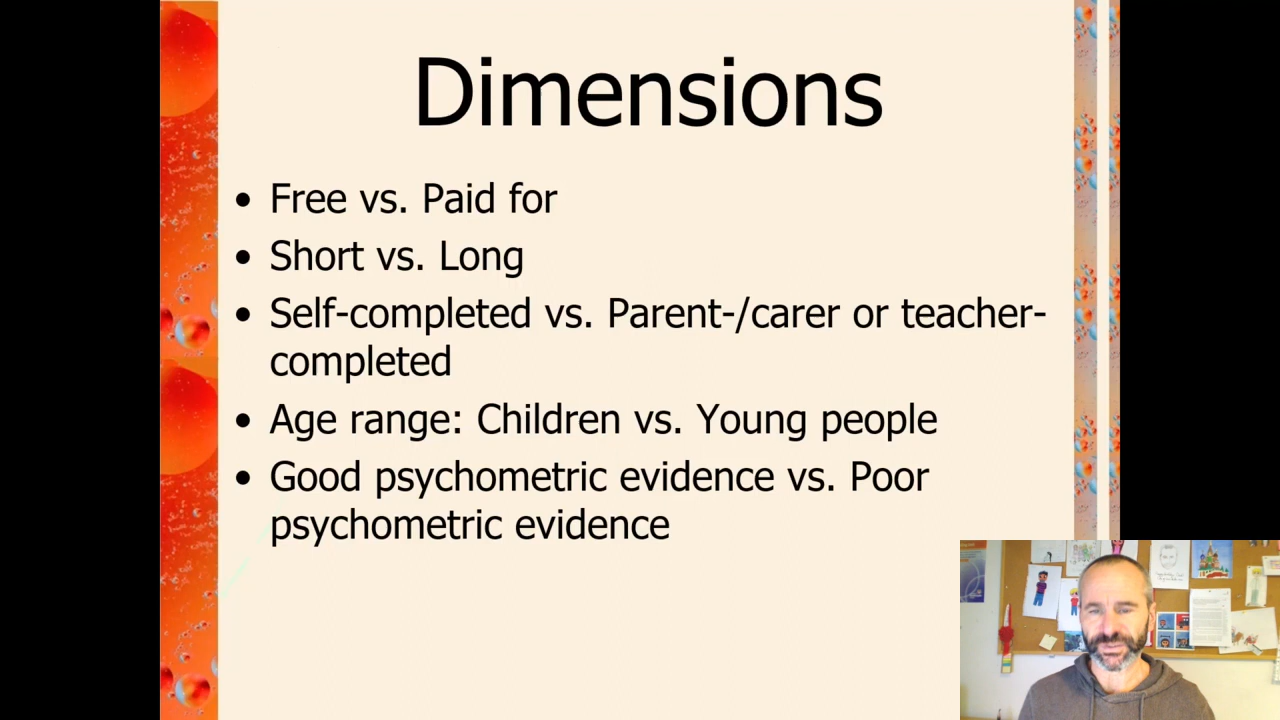 Dimensions
• Free vs. Paid for
• Short vs. Long
• Self-completed vs. Parent-/carer or teacher-
completed
• Age range: Children vs. Young people
• Good psychometric evidence vs. Poor
psychometric evidence